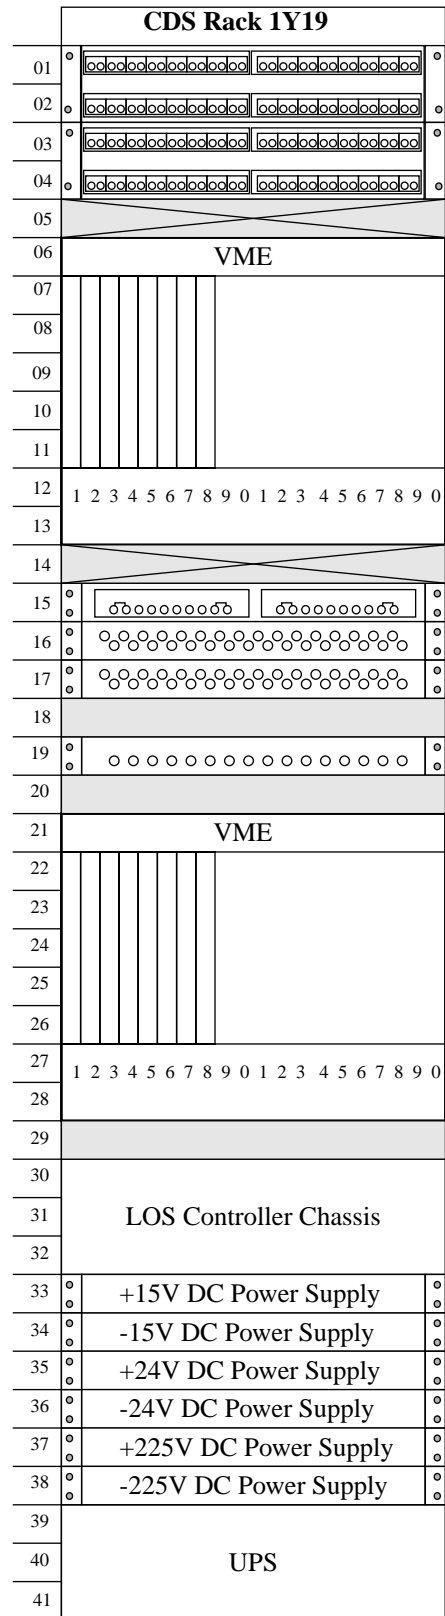 CDS Rack 1Y19
01
02
03
04
05
06 VME
07
08
09
10
11
12 1 2 3 4 5 6 7 8 9 0 1 2 3 4 5 6 7 8 9 0
13
14
15
16
17
18
19
20
21 VME
22
23
24
25
26
27 1 2 3 4 5 6 7 8 9 0 1 2 3 4 5 6 7 8 9 0
28
29
30
31 LOS Controller Chassis
32
33 +15V DC Power Supply
34 -15V DC Power Supply
35 +24V DC Power Supply
36 -24V DC Power Supply
37 +225V DC Power Supply
38 -225V DC Power Supply
39
40 UPS
41